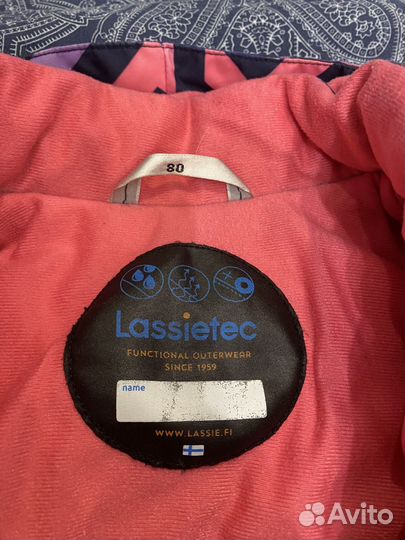 80
Lassietec
FUNCTIONAL OUTERWEAR
SINCE 1959
name
WWW.LASSIE.FI
Avito